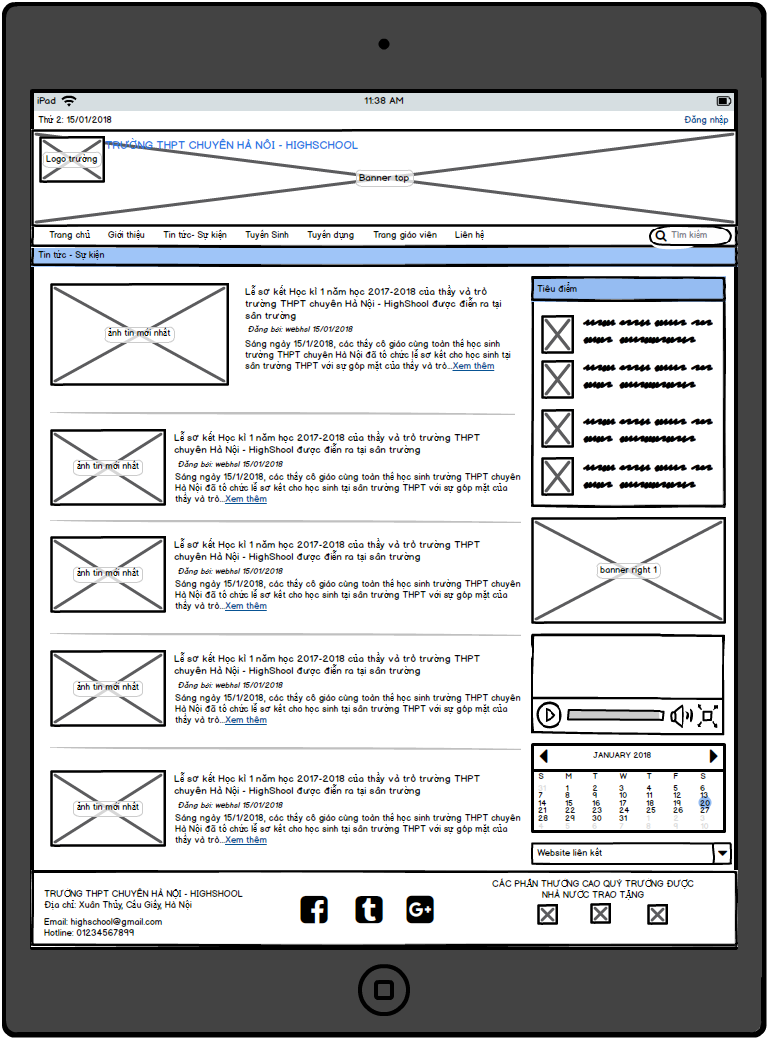 iPad 11:38 AM
Thứ 2: 15/01/2018 Đăng nhập
TRƯỜNG THPT CHUYÊN HÀ NÔI - HIGHSCHOOL
Logo trường
Banner top
Trang chủ Giới thiệu Tin tức- Sự kiện Tuyển Sinh Tuyển dụng Trang giáo viên Liên hệ Tìm kiếm
Tin tức - Sự kiện
ảnh tin mới nhất
Lễ sơ kết Học kì 1 năm học 2017-2018 của thầy và trò
trường THPT chuyên Hà Nội - HighShool được điễn ra tại
sân trường
Đăng bởi: webhsl 15/01/2018
Sáng ngày 15/1/2018, các thầy cô giáo cùng toàn thể học sinh
trường THPT chuyên Hà Nội đã tổ chức lễ sơ kết cho học sinh tại
sân trường THPT với sự góp mặt của thầy và trò...Xem thêm
ảnh tin mới nhất
Lễ sơ kết Học kì 1 năm học 2017-2018 của thầy và trò trường THPT
chuyên Hà Nội - HighShool được điễn ra tại sân trường
Đăng bởi: webhsl 15/01/2018
Sáng ngày 15/1/2018, các thầy cô giáo cùng toàn thể học sinh trường THPT chuyên
Hà Nội đã tổ chức lễ sơ kết cho học sinh tại sân trường THPT với sự góp mặt của
thầy và trò...Xem thêm
ảnh tin mới nhất
Lễ sơ kết Học kì 1 năm học 2017-2018 của thầy và trò trường THPT
chuyên Hà Nội - HighShool được điễn ra tại sân trường
Đăng bởi: webhsl 15/01/2018
Sáng ngày 15/1/2018, các thầy cô giáo cùng toàn thể học sinh trường THPT chuyên
Hà Nội đã tổ chức lễ sơ kết cho học sinh tại sân trường THPT với sự góp mặt của
thầy và trò...Xem thêm
ảnh tin mới nhất
Lễ sơ kết Học kì 1 năm học 2017-2018 của thầy và trò trường THPT
chuyên Hà Nội - HighShool được điễn ra tại sân trường
Đăng bởi: webhsl 15/01/2018
Sáng ngày 15/1/2018, các thầy cô giáo cùng toàn thể học sinh trường THPT chuyên
Hà Nội đã tổ chức lễ sơ kết cho học sinh tại sân trường THPT với sự góp mặt của
thầy và trò...Xem thêm
ảnh tin mới nhất
Lễ sơ kết Học kì 1 năm học 2017-2018 của thầy và trò trường THPT
chuyên Hà Nội - HighShool được điễn ra tại sân trường
Đăng bởi: webhsl 15/01/2018
Sáng ngày 15/1/2018, các thầy cô giáo cùng toàn thể học sinh trường THPT chuyên
Hà Nội đã tổ chức lễ sơ kết cho học sinh tại sân trường THPT với sự góp mặt của
thầy và trò...Xem thêm
Tiêu điểm
banner right 1
JANUARY 2018
S M T W T F S
31 1 2 3 4 5 6
7 8 9 10 11 12 13
14 15 16 17 18 19 20
21 22 23 24 25 26 27
28 29 30 31 1 2 3
4 5 6 7 8 9 10
Website liên kết
TRƯỜNG THPT CHUYÊN HÀ NỘI - HIGHSHOOL
Địa chỉ: Xuân Thủy, Cầu Giấy, Hà Nội
Email: highschool@gmail.com
Hotline: 01234567899
f t G+
CÁC PHẦN THƯỞNG CAO QUÝ TRƯỜNG ĐƯỢC
NHÀ NƯỚC TRAO TẶNG